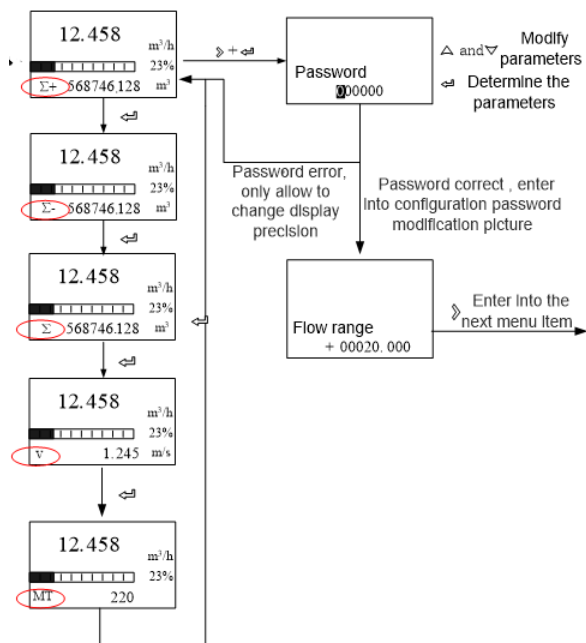 12.458
m³/h
23%
Σ+ 568746.128 m³
12.458
m³/h
23%
Σ- 568746.128 m³
12.458
m³/h
23%
Σ 568746.128 m³
12.458
m³/h
23%
V 1.245 m/s
12.458
m³/h
23%
MT 220
》+
Password
000000
△ and ▽ Modify
parameters
Determine the
parameters
Password error,
only allow to
change display
precision
Password correct , enter
into configuration password
modification picture
Flow range
+ 00020.000
》 Enter Into the
next menu Item